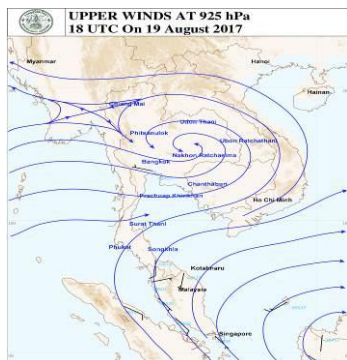 UPPER WINDS AT 925 hPa
18 UTC On 19 August 2017
Myanmar
Hanoi
Hainan
Chiang Mai
Udon Thani
Phitsanulok
Ubon Ratchathani
Nakhon Ratchasima
Bangkok
Chanthaburi
Prachuap Khirikhan
Ho Chi Minh
Surat Thani
Phuket
Songkhla
Kotabaru
Malaysia
Singapore